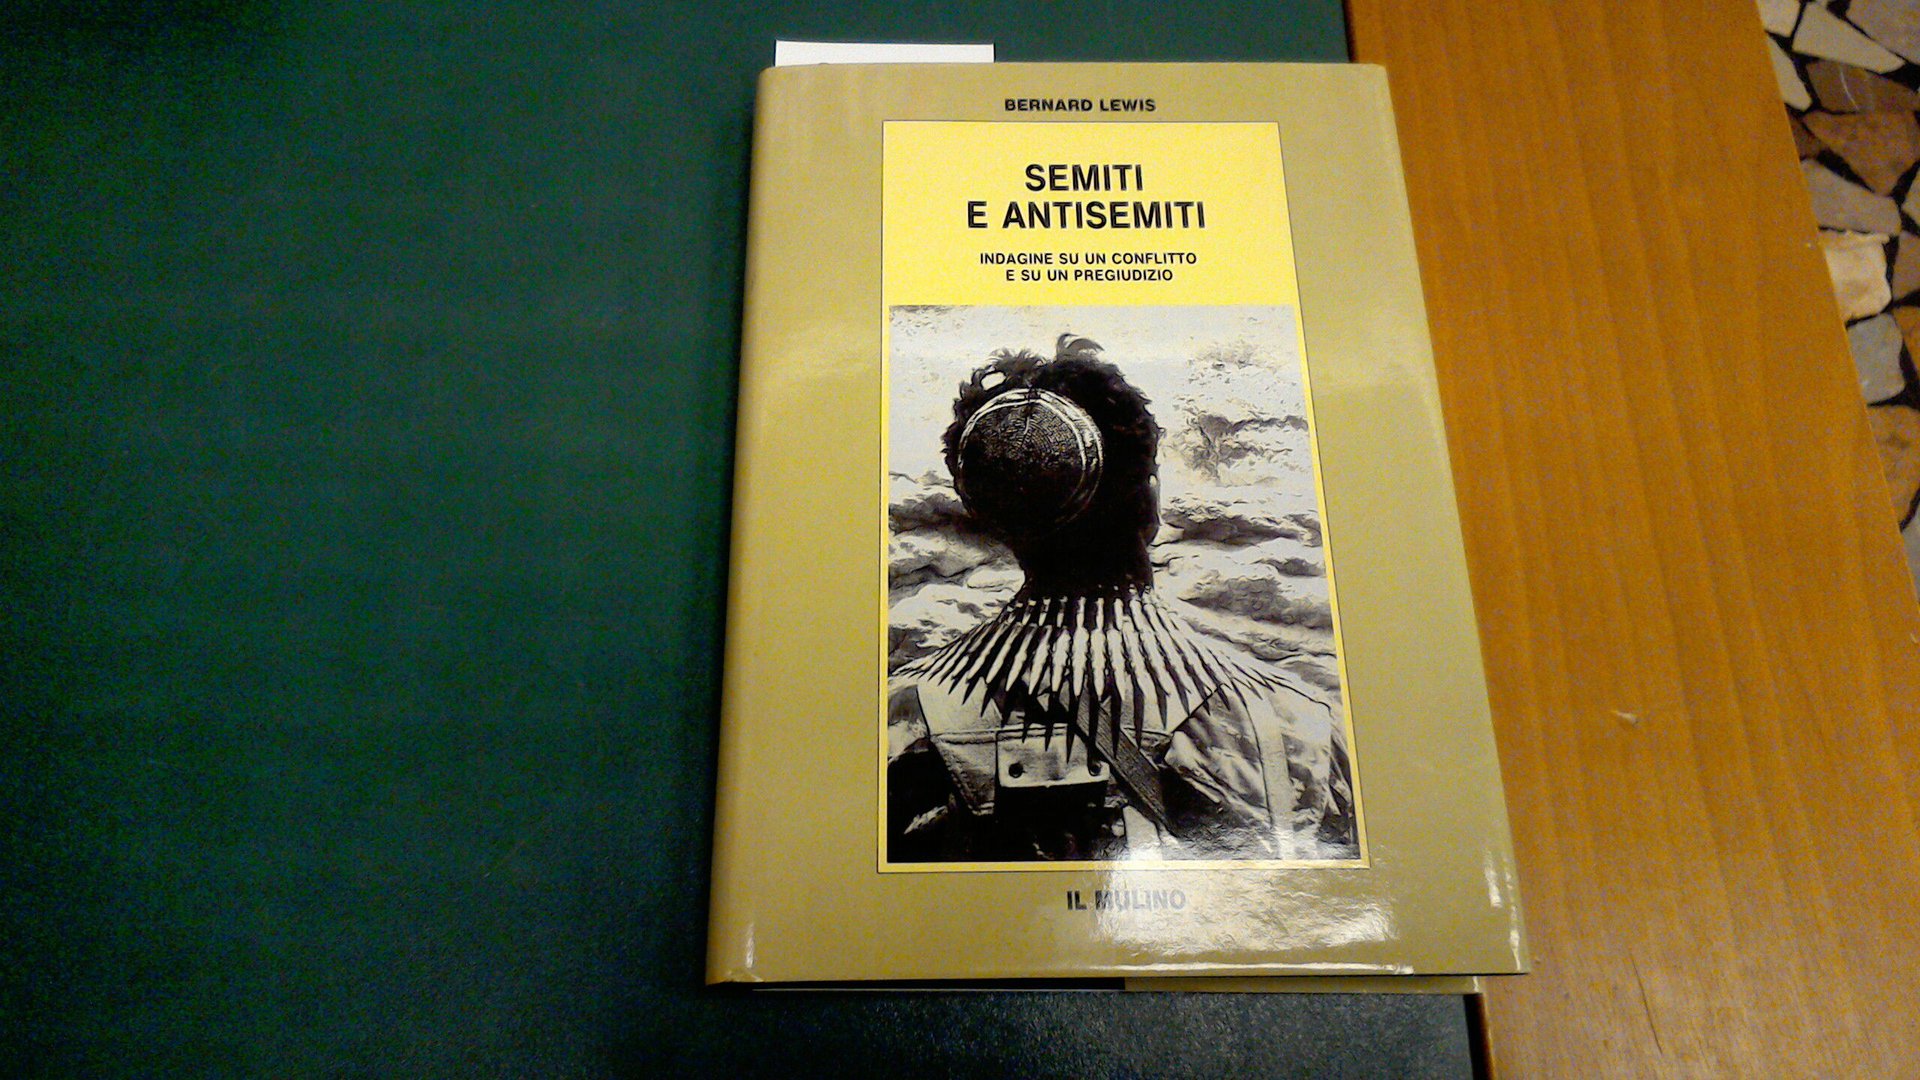 BERNARD LEWIS
SEMITI
E ANTISEMITI
INDAGINE SU UN CONFLITTO
E SU UN PREGIUDIZIO
IL MULINO